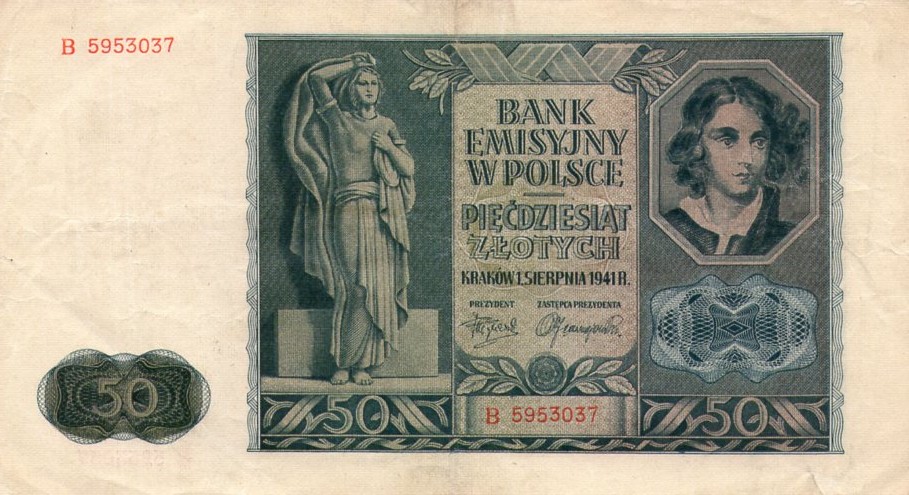 B 5953037
BANK
EMISYJNY
W POLSCE
PIĘĆDZIESIĄT
ZŁOTYCH
KRAKÓW 1. SIERPNIA 1941 R.
PREZYDENT ZASTĘPCA PREZYDENTA
50
50 B 5953037 50